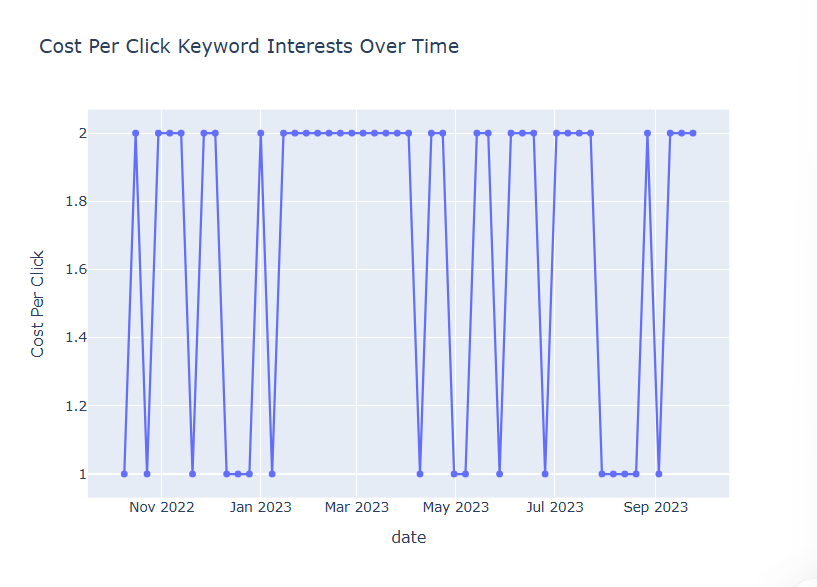 Cost Per Click Keyword Interests Over Time
Cost Per Click
2
1.8
1.6
1.4
1.2
1
Nov 2022 Jan 2023 Mar 2023 May 2023 Jul 2023 Sep 2023
date